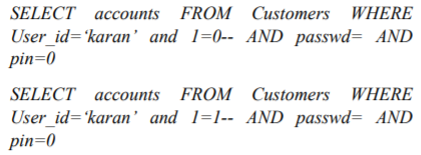 SELECT accounts FROM Customers WHERE
User_id=‘karan’ and 1=0-- AND passwd= AND
pin=0
SELECT accounts FROM Customers WHERE
User_id=‘karan’ and 1=1-- AND passwd= AND
pin=0